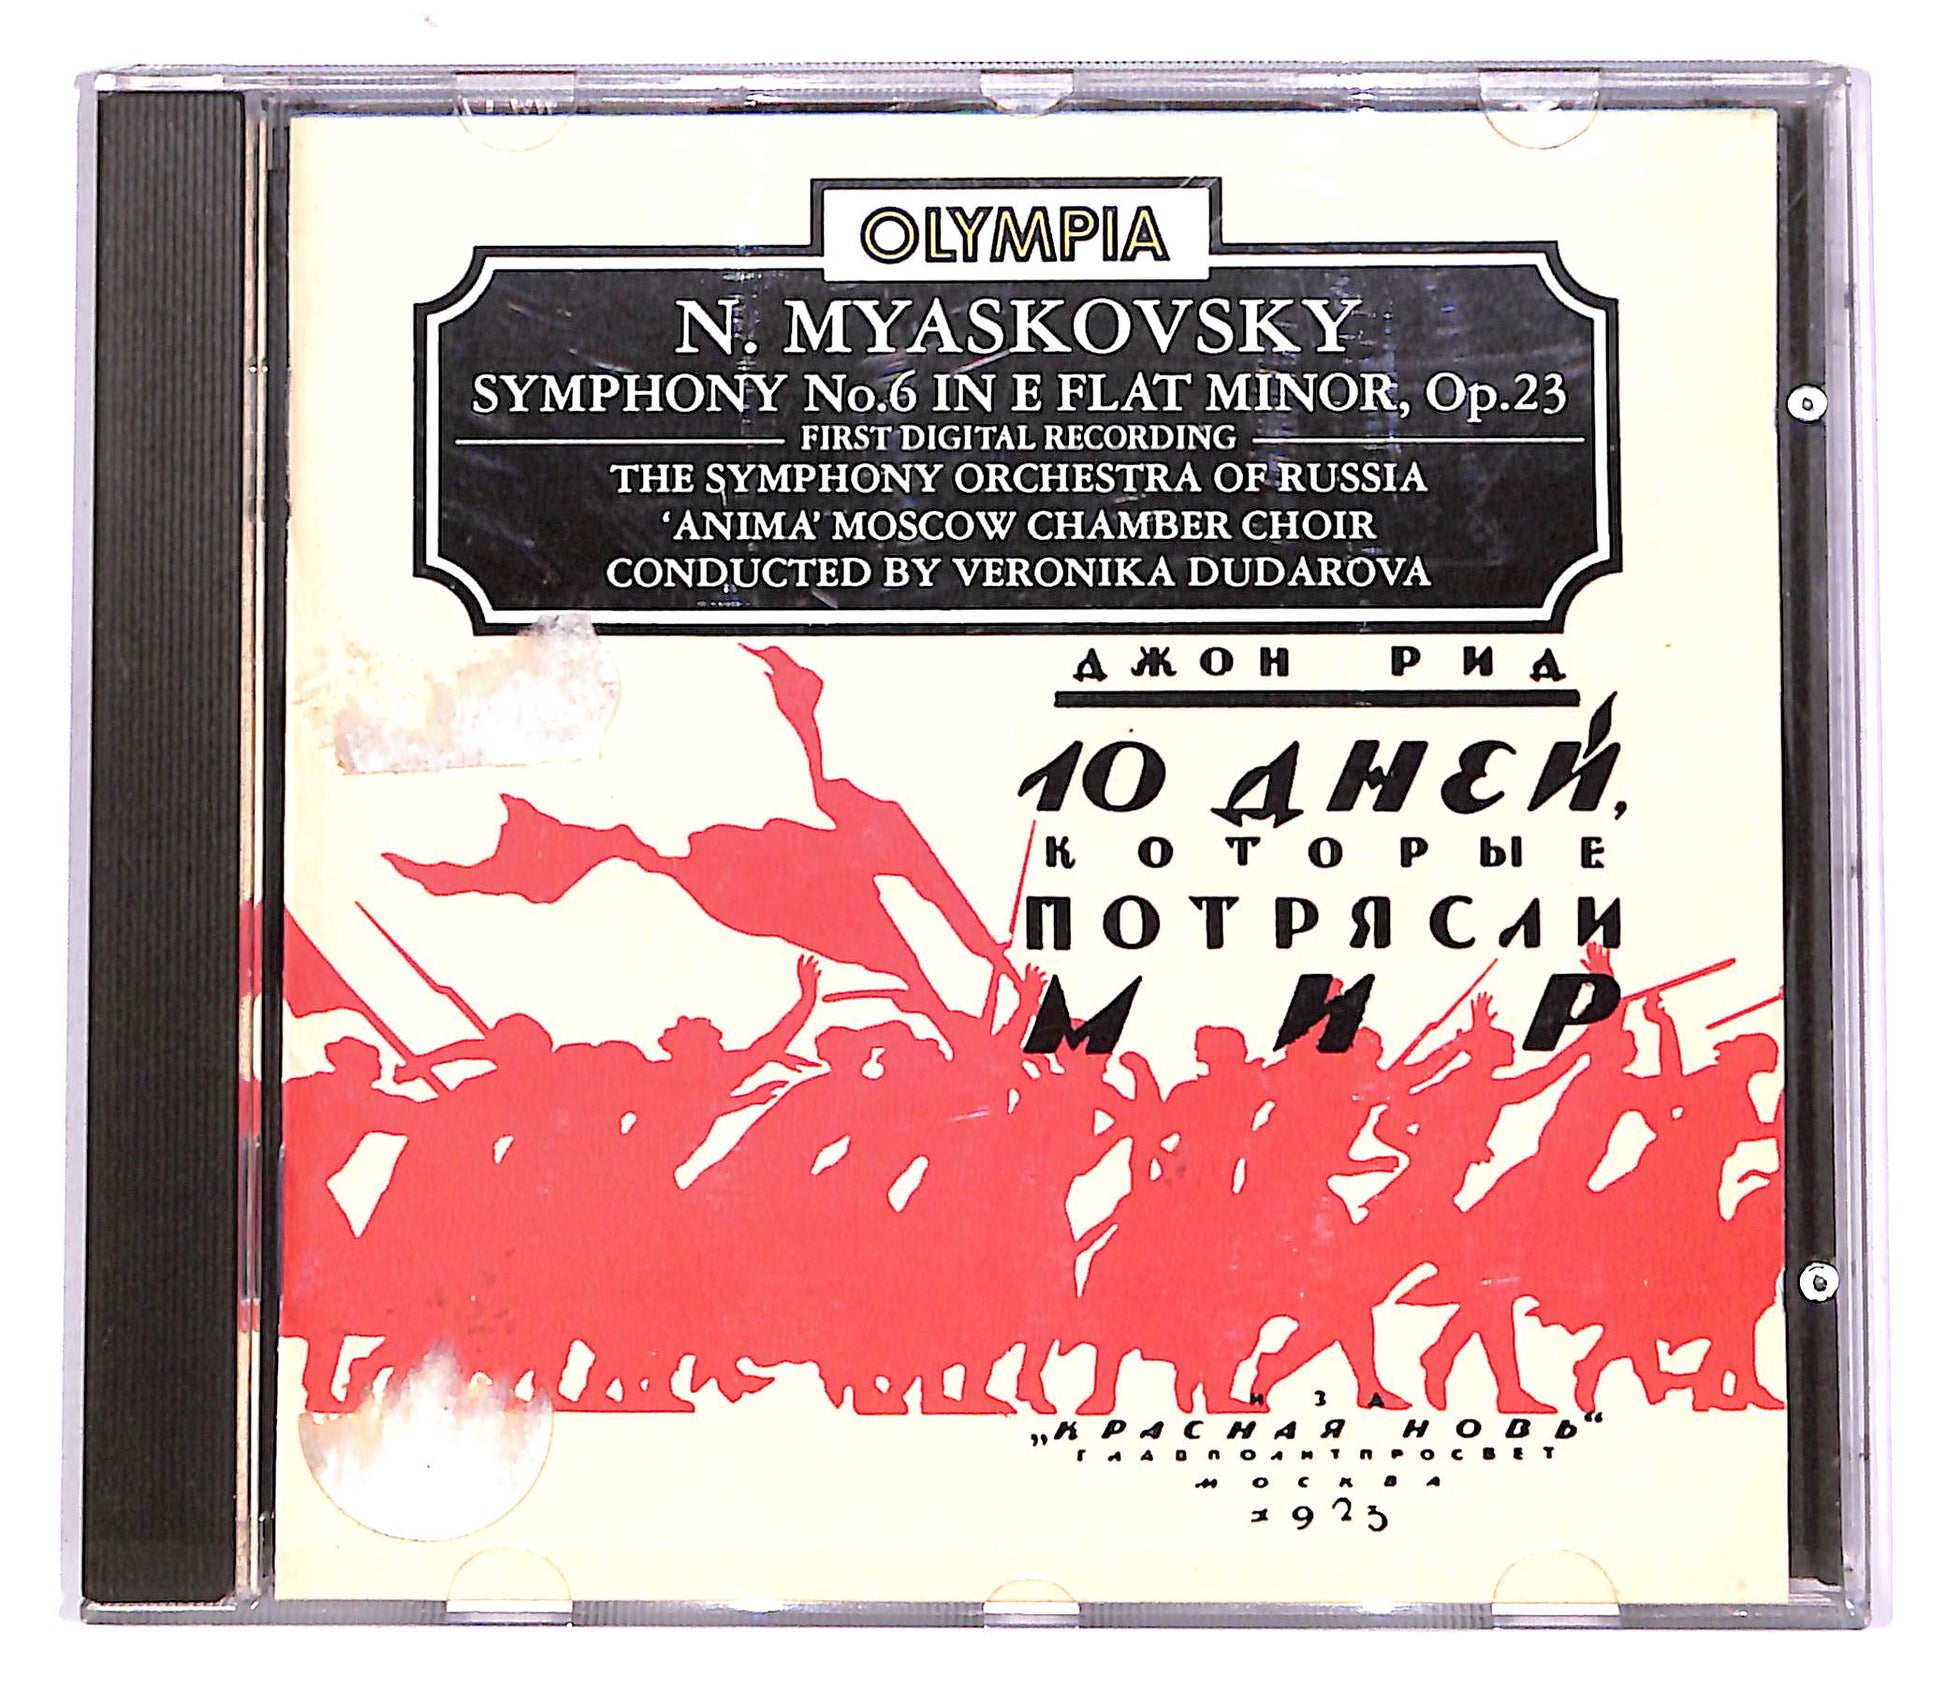 OLYMPIA
N. MYASKOVSKY
SYMPHONY No.6 IN E FLAT MINOR, Op.23
FIRST DIGITAL RECORDING
THE SYMPHONY ORCHESTRA OF RUSSIA
‘ANIMA’ MOSCOW CHAMBER CHOIR
CONDUCTED BY VERONIKA DUDAROVA
ДЖОН РИД
10 ДНЕЙ,
КОТОРЫЕ
ПОТРЯСЛИ
МИР
ИЗД
„КРАСНАЯ НОВЬ“
ГЛАВПОЛИТПРОСВЕТ
МОСКВА
1923